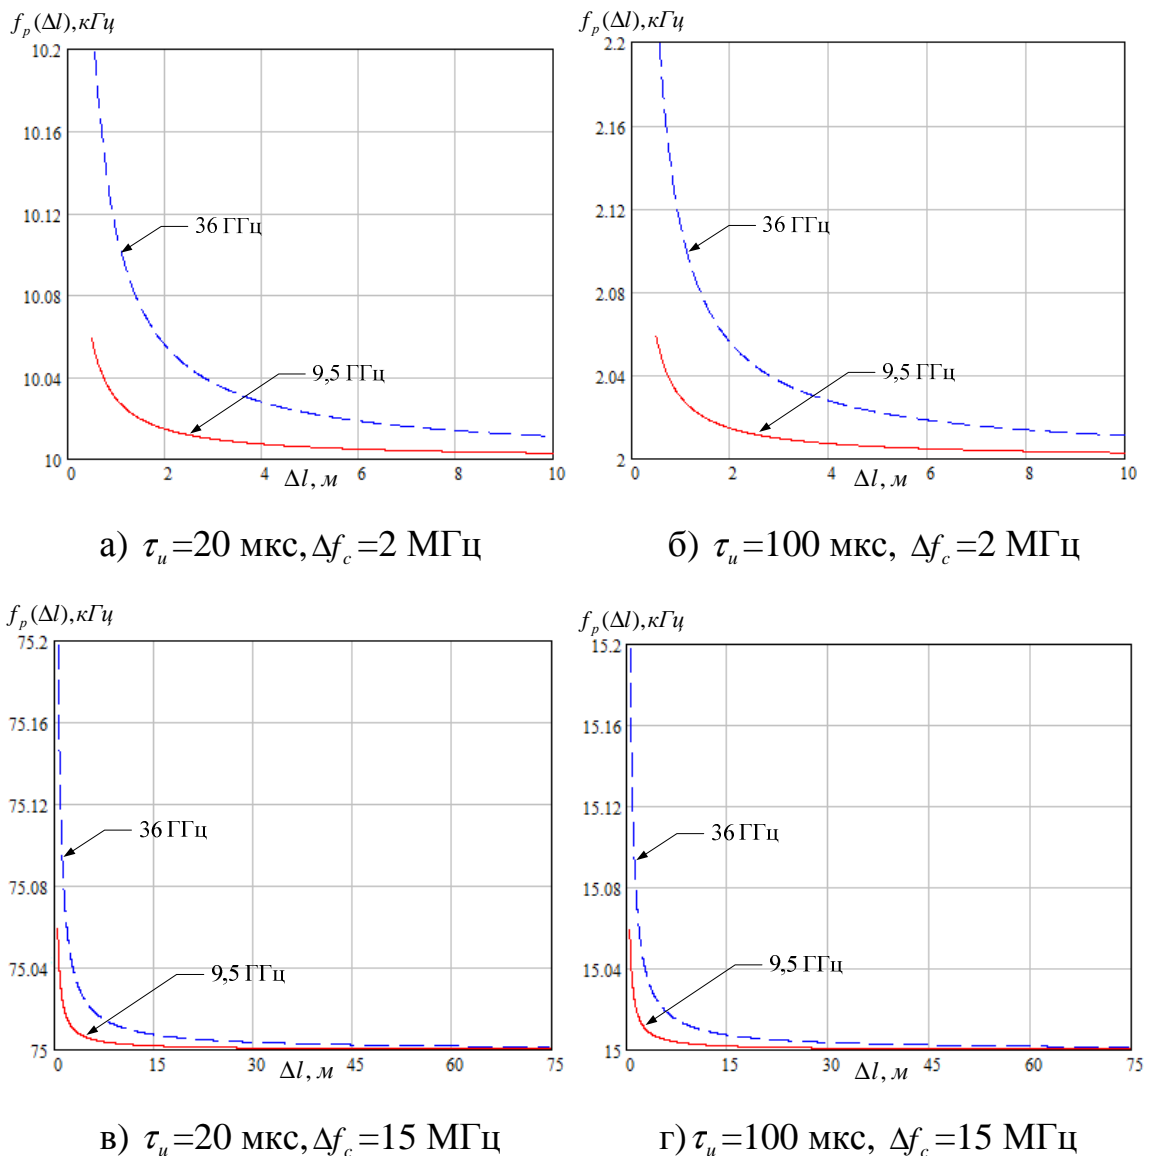 f_p(Δl),кГц
10.2
10.16
10.12
10.08
10.04
10
36 ГГц
9,5 ГГц
0 2 4 6 8 10
Δl, м
а) τ_и=20 мкс, Δf_с=2 МГц
f_p(Δl),кГц
2.2
2.16
2.12
2.08
2.04
2
36 ГГц
9,5 ГГц
0 2 4 6 8 10
Δl, м
б) τ_и=100 мкс, Δf_с=2 МГц
f_p(Δl),кГц
75.2
75.16
75.12
75.08
75.04
75
36 ГГц
9,5 ГГц
0 15 30 45 60 75
Δl, м
в) τ_и=20 мкс, Δf_с=15 МГц
f_p(Δl),кГц
15.2
15.16
15.12
15.08
15.04
15
36 ГГц
9,5 ГГц
0 15 30 45 60 75
Δl, м
г) τ_и=100 мкс, Δf_с=15 МГц